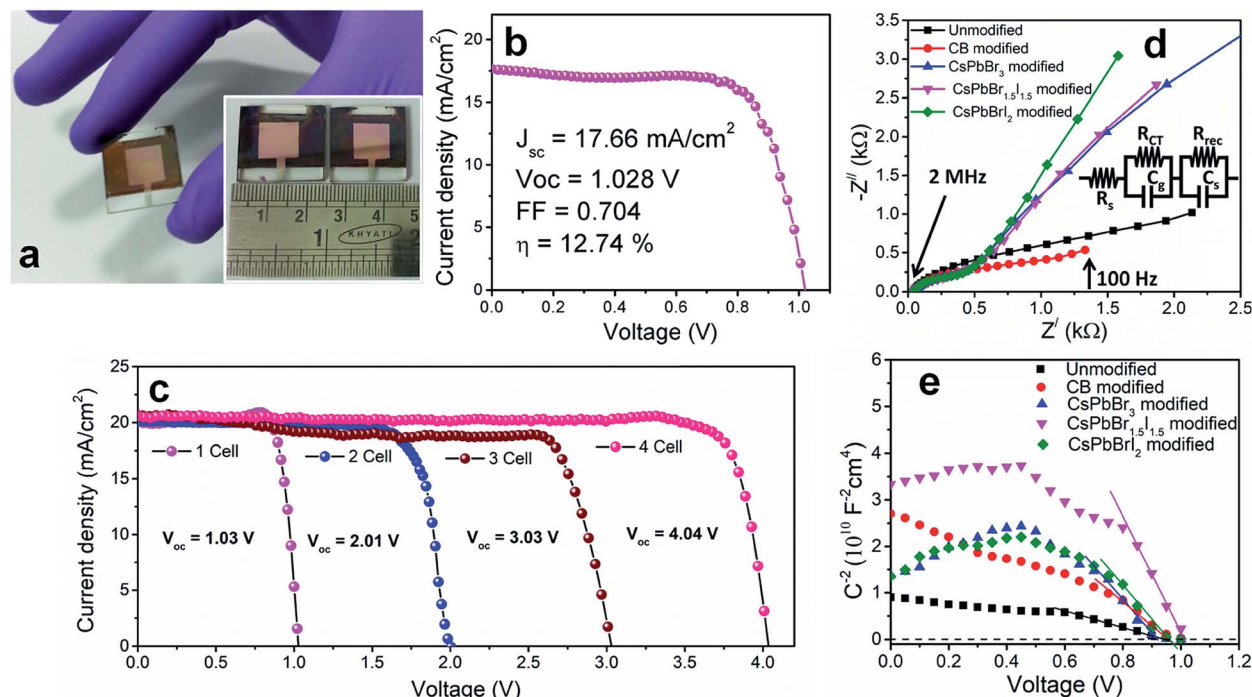 a
1 2 3 4 5
1 KHYATI 2
b
Current density (mA/cm²)
20
15
10
5
0
J_sc = 17.66 mA/cm²
Voc = 1.028 V
FF = 0.704
η = 12.74 %
0.0 0.2 0.4 0.6 0.8 1.0
Voltage (V)
d
-Z^// (kΩ)
3.5
3.0
2.5
2.0
1.5
1.0
0.5
0.0
Unmodified
CB modified
CsPbBr₃ modified
CsPbBr₁.₅I₁.₅ modified
CsPbBrI₂ modified
R_CT R_rec
C_g C_s
R_s
2 MHz
100 Hz
0.0 0.5 1.0 1.5 2.0 2.5
Z^/ (kΩ)
c
Current density (mA/cm²)
25
20
15
10
5
0
1 Cell
2 Cell
3 Cell
4 Cell
V_oc = 1.03 V
V_oc = 2.01 V
V_oc = 3.03 V
V_oc = 4.04 V
0.0 0.5 1.0 1.5 2.0 2.5 3.0 3.5 4.0
Voltage (V)
e
C⁻² (10¹⁰ F⁻²cm⁴)
6
5
4
3
2
1
0
Unmodified
CB modified
CsPbBr₃ modified
CsPbBr₁.₅I₁.₅ modified
CsPbBrI₂ modified
0.0 0.2 0.4 0.6 0.8 1.0 1.2
Voltage (V)